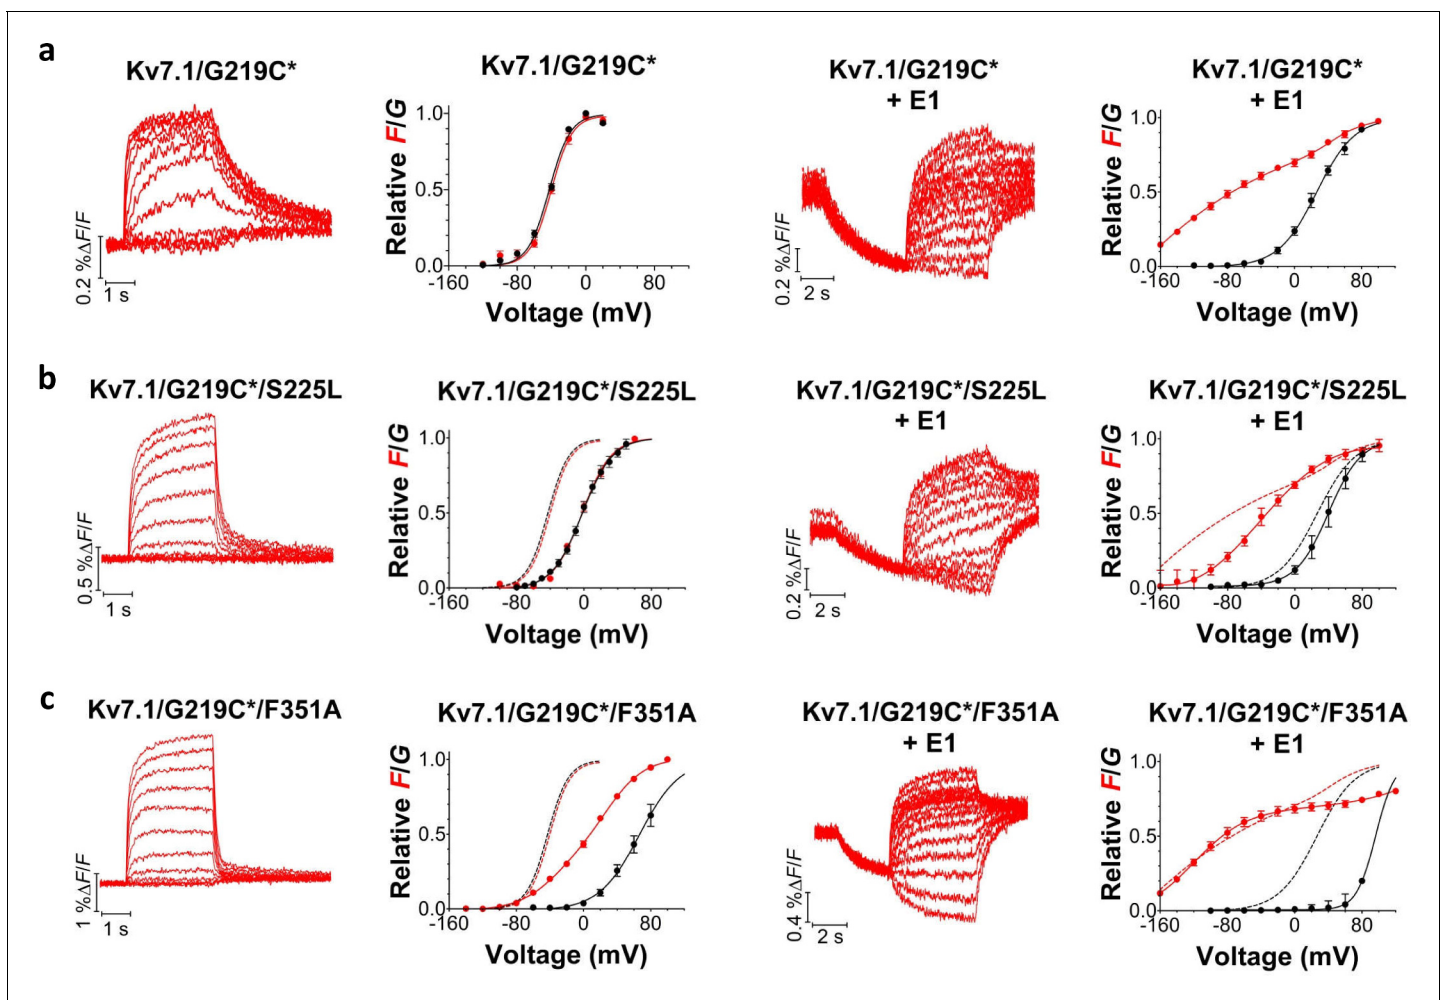 a
Kv7.1/G219C*
0.2 %ΔF/F
1 s
Kv7.1/G219C*
Relative F/G
1.0
0.5
0.0
-160
-80
0
80
Voltage (mV)
Kv7.1/G219C*
+ E1
0.2 %ΔF/F
2 s
Kv7.1/G219C*
+ E1
Relative F/G
1.0
0.5
0.0
-160
-80
0
80
Voltage (mV)
b
Kv7.1/G219C*/S225L
0.5 %ΔF/F
1 s
Kv7.1/G219C*/S225L
Relative F/G
1.0
0.5
0.0
-160
-80
0
80
Voltage (mV)
Kv7.1/G219C*/S225L
+ E1
0.2 %ΔF/F
2 s
Kv7.1/G219C*/S225L
+ E1
Relative F/G
1.0
0.5
0.0
-160
-80
0
80
Voltage (mV)
c
Kv7.1/G219C*/F351A
1 %ΔF/F
1 s
Kv7.1/G219C*/F351A
Relative F/G
1.0
0.5
0.0
-160
-80
0
80
Voltage (mV)
Kv7.1/G219C*/F351A
+ E1
0.4 %ΔF/F
2 s
Kv7.1/G219C*/F351A
+ E1
Relative F/G
1.0
0.5
0.0
-160
-80
0
80
Voltage (mV)